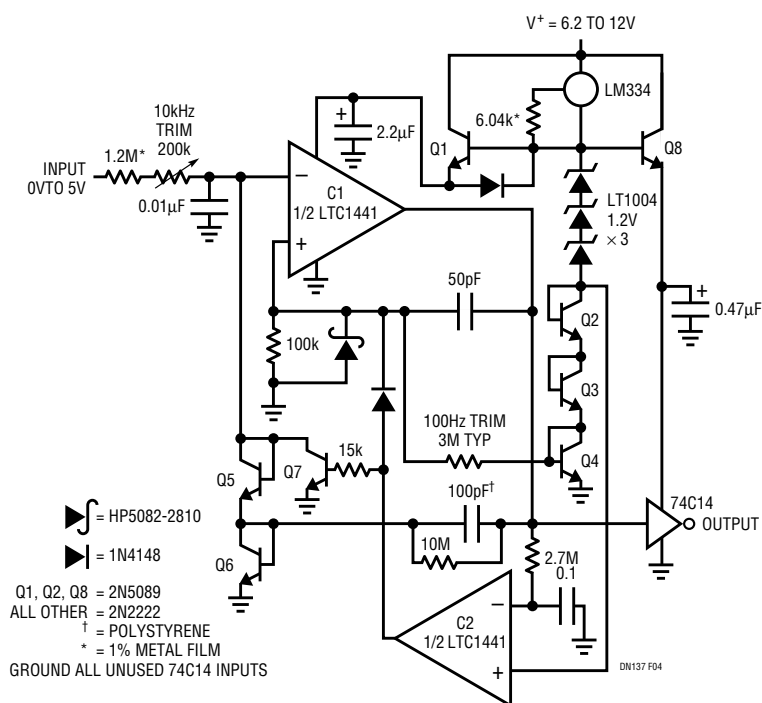 V+ = 6.2 TO 12V
LM334
10kHz
TRIM
200k
1.2M*
INPUT
0VTO 5V
0.01µF
+
2.2µF
6.04k*
Q1
Q8
–
C1
1/2 LTC1441
+
LT1004
1.2V
× 3
50pF
+
0.47µF
100k
Q2
Q3
100Hz TRIM
3M TYP
Q4
Q5
Q7
15k
100pF†
74C14
OUTPUT
10M
Q6
2.7M
0.1
–
C2
1/2 LTC1441
+
= HP5082-2810
= 1N4148
Q1, Q2, Q8 = 2N5089
ALL OTHER = 2N2222
† = POLYSTYRENE
* = 1% METAL FILM
GROUND ALL UNUSED 74C14 INPUTS
DN137 F04